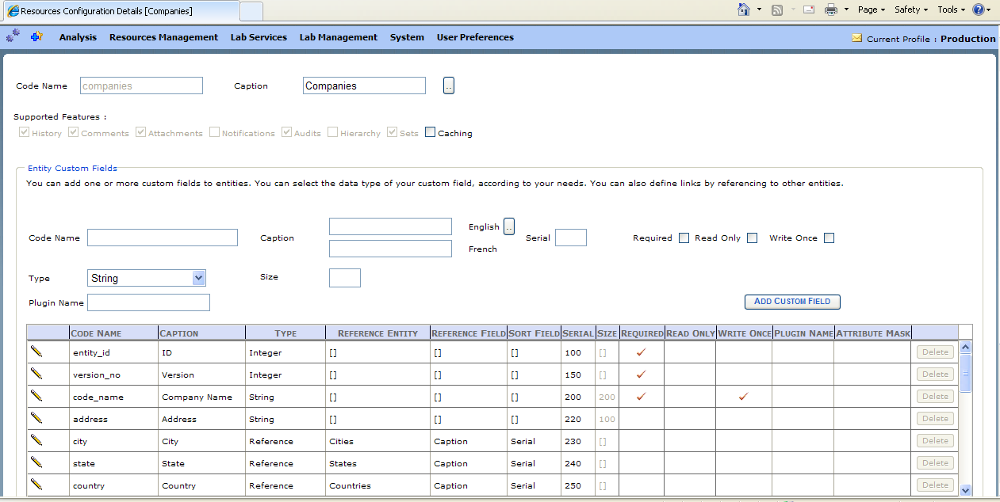 Resources Configuration Details [Companies]
Page Safety Tools
Analysis Resources Management Lab Services Lab Management System User Preferences Current Profile : Production
Code Name companies Caption Companies ..
Supported Features :
History Comments Attachments Notifications Audits Hierarchy Sets Caching
Entity Custom Fields
You can add one or more custom fields to entities. You can select the data type of your custom field, according to your needs. You can also define links by referencing to other entities.
English ..
Code Name Caption Serial Required Read Only Write Once
French
Type String Size
Plugin Name ADD CUSTOM FIELD
CODE NAME CAPTION TYPE REFERENCE ENTITY REFERENCE FIELD SORT FIELD SERIAL SIZE REQUIRED READ ONLY WRITE ONCE PLUGIN NAME ATTRIBUTE MASK
entity_id ID Integer [] [] [] 100 [] Delete
version_no Version Integer [] [] [] 150 [] Delete
code_name Company Name String [] [] [] 200 200 Delete
address Address String [] [] [] 220 100 Delete
city City Reference Cities Caption Serial 230 [] Delete
state State Reference States Caption Serial 240 [] Delete
country Country Reference Countries Caption Serial 250 [] Delete